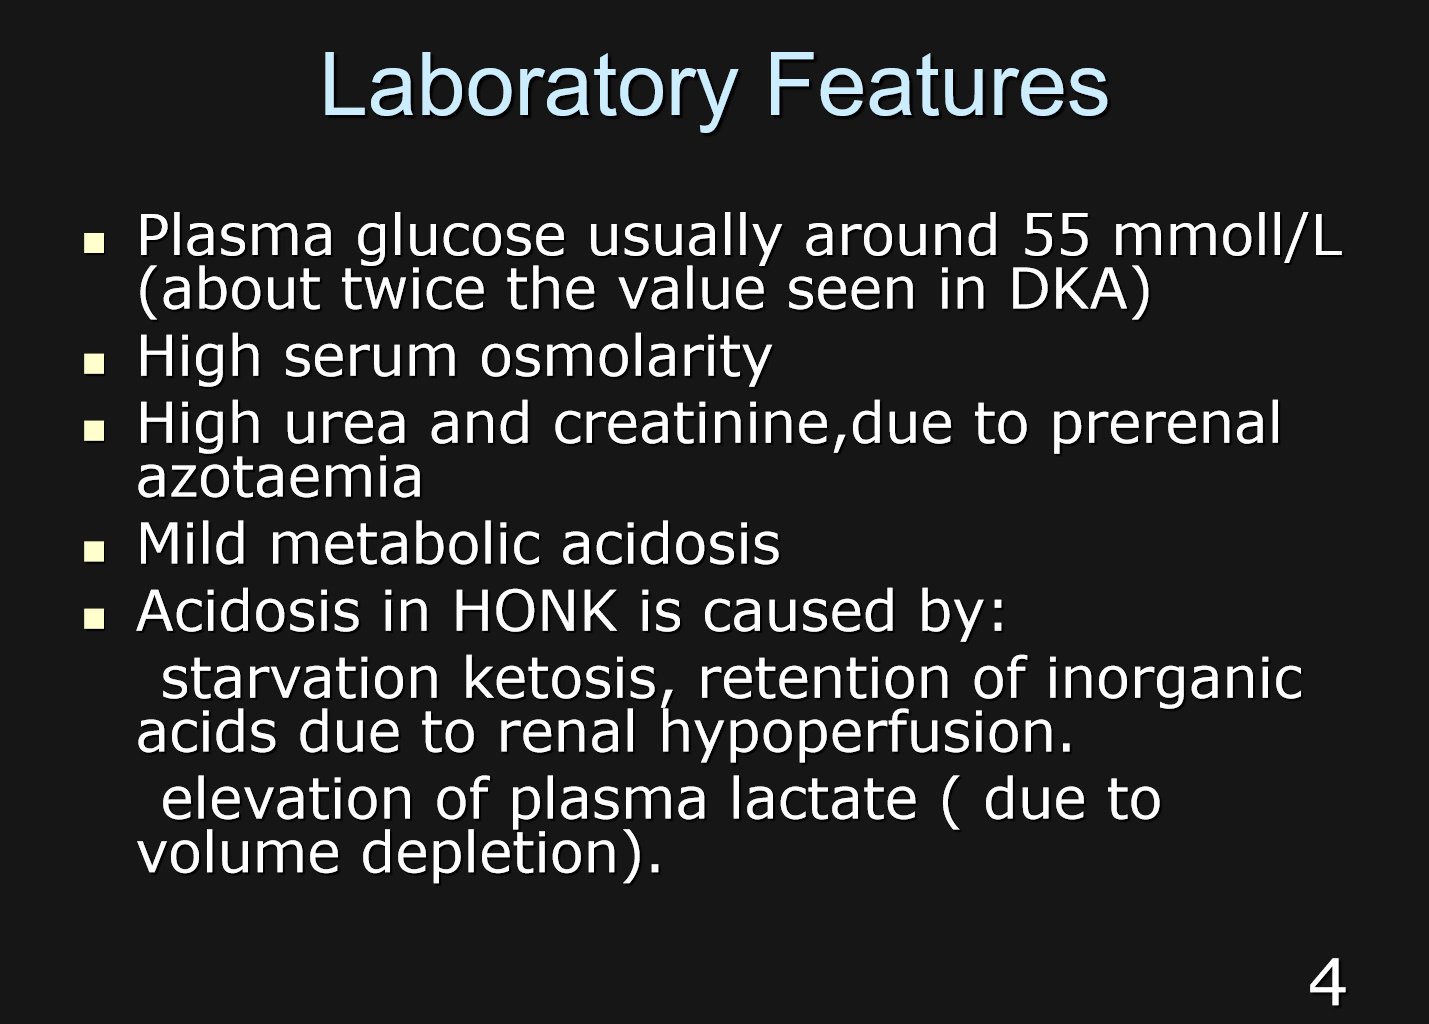 Laboratory Features
Plasma glucose usually around 55 mmoll/L
(about twice the value seen in DKA)
High serum osmolarity
High urea and creatinine,due to prerenal
azotaemia
Mild metabolic acidosis
Acidosis in HONK is caused by:
starvation ketosis, retention of inorganic
acids due to renal hypoperfusion.
elevation of plasma lactate ( due to
volume depletion).
4